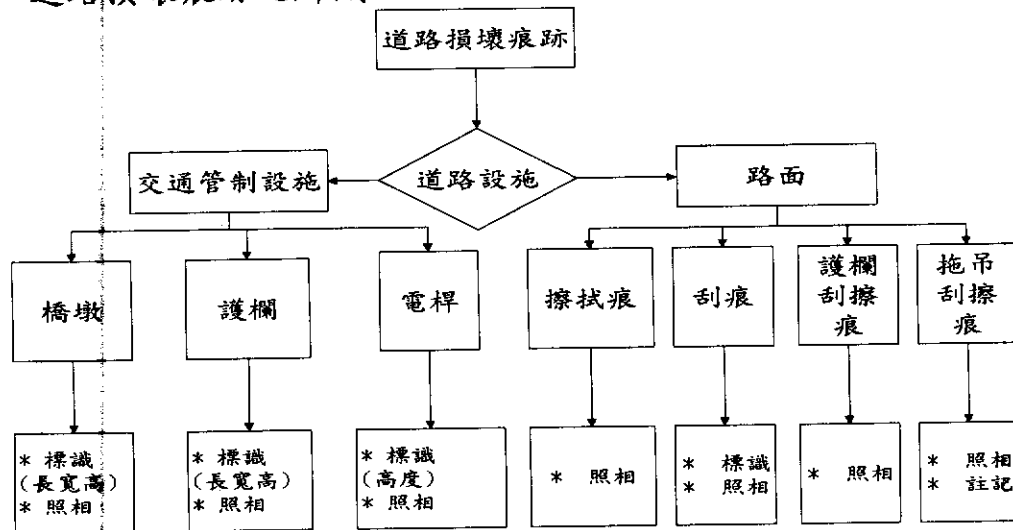 道路損壞痕跡
交通管制設施
道路設施
路面
橋墩
護欄
電桿
擦拭痕
刮痕
護欄
刮擦
痕
拖吊
刮擦
痕
* 標識
(長寬高)
* 照相
* 標識
(長寬高)
* 照相
* 標識
(高度)
* 照相
* 照相
* 標識
* 照相
* 照相
* 照相
* 註記